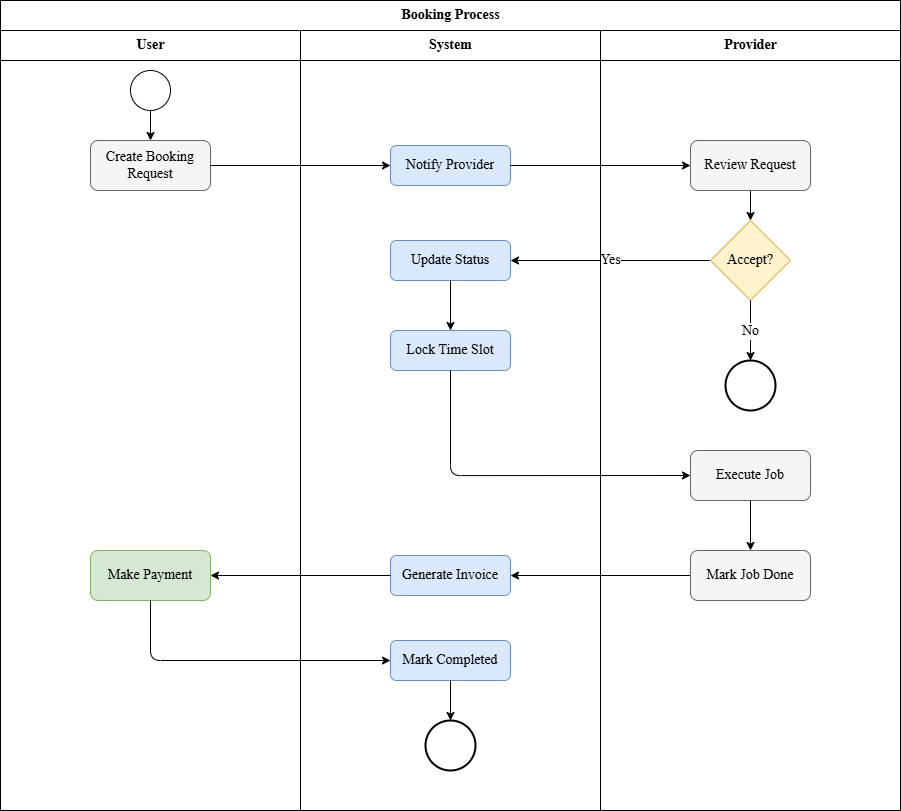 Booking Process
User
System
Provider
Create Booking
Request
Notify Provider
Review Request
Update Status
Yes
Accept?
Lock Time Slot
No
Execute Job
Make Payment
Generate Invoice
Mark Job Done
Mark Completed